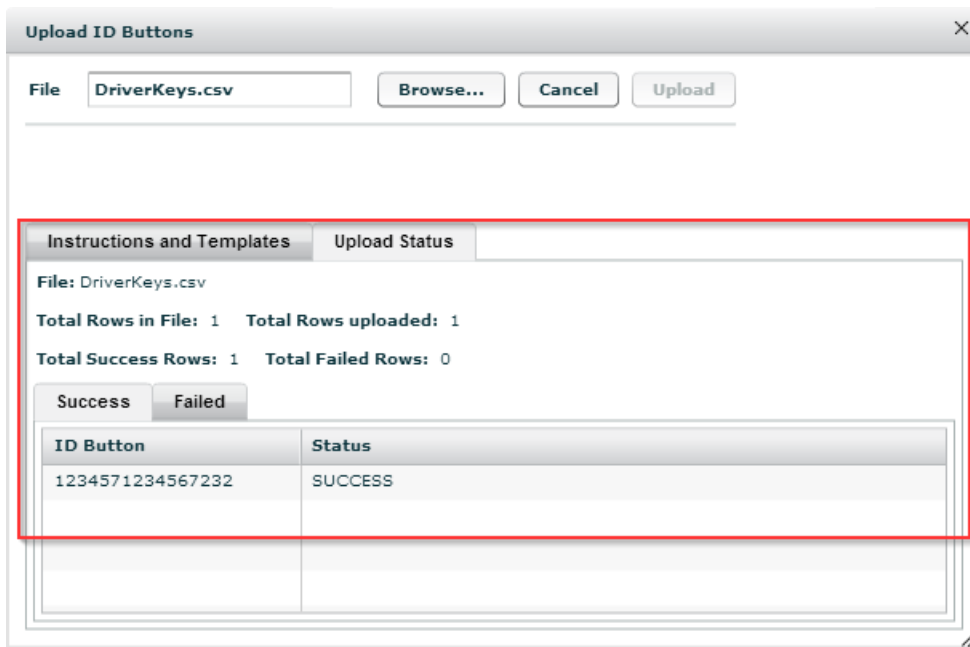 Upload ID Buttons
File DriverKeys.csv Browse... Cancel Upload
Instructions and Templates Upload Status
File: DriverKeys.csv
Total Rows in File: 1 Total Rows uploaded: 1
Total Success Rows: 1 Total Failed Rows: 0
Success Failed
ID Button Status
1234571234567232 SUCCESS